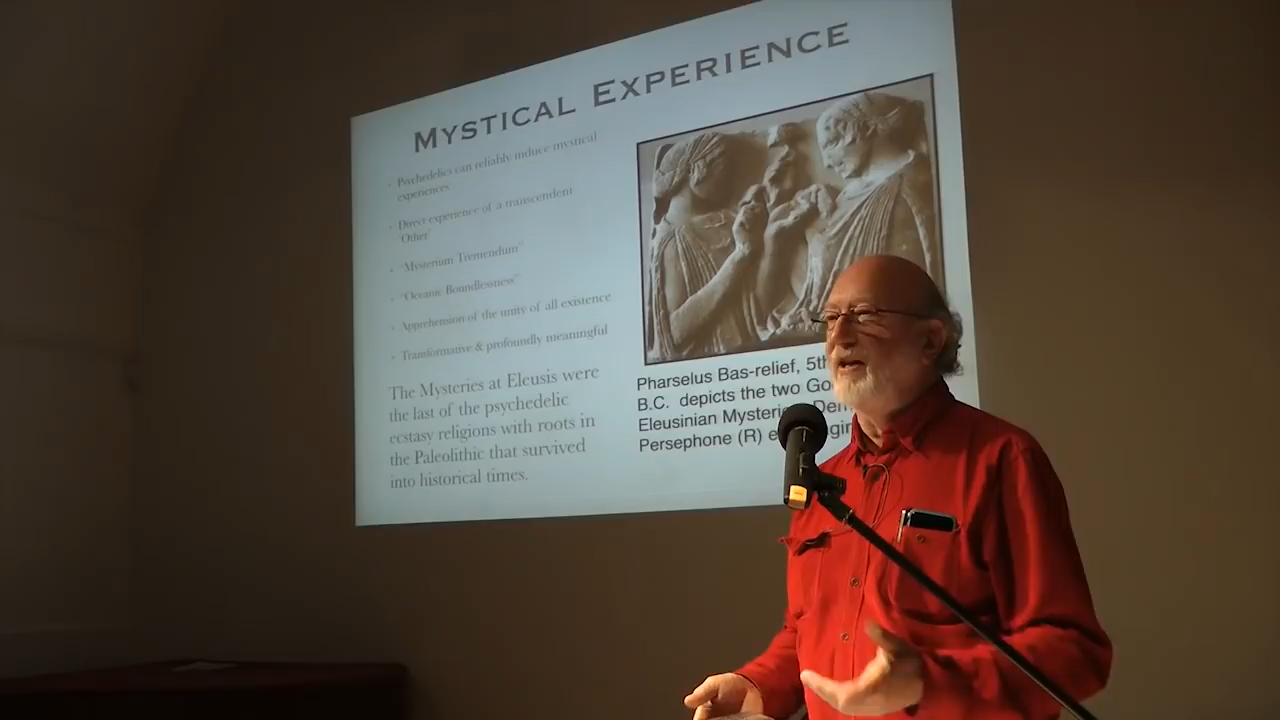 MYSTICAL EXPERIENCE
Psychedelics can reliably induce mystical
experiences
Direct experience of a transcendent
'Other'
"Mysterium Tremendum"
"Oceanic Boundlessness"
Apprehension of the unity of all existence
Transformative & profoundly meaningful
The Mysteries at Eleusis were
the last of the psychedelic
ecstasy religions with roots in
the Paleolithic that survived
into historical times.
Pharselus Bas-relief, 5th
B.C. depicts the two
Eleusinian
Persephone (R)